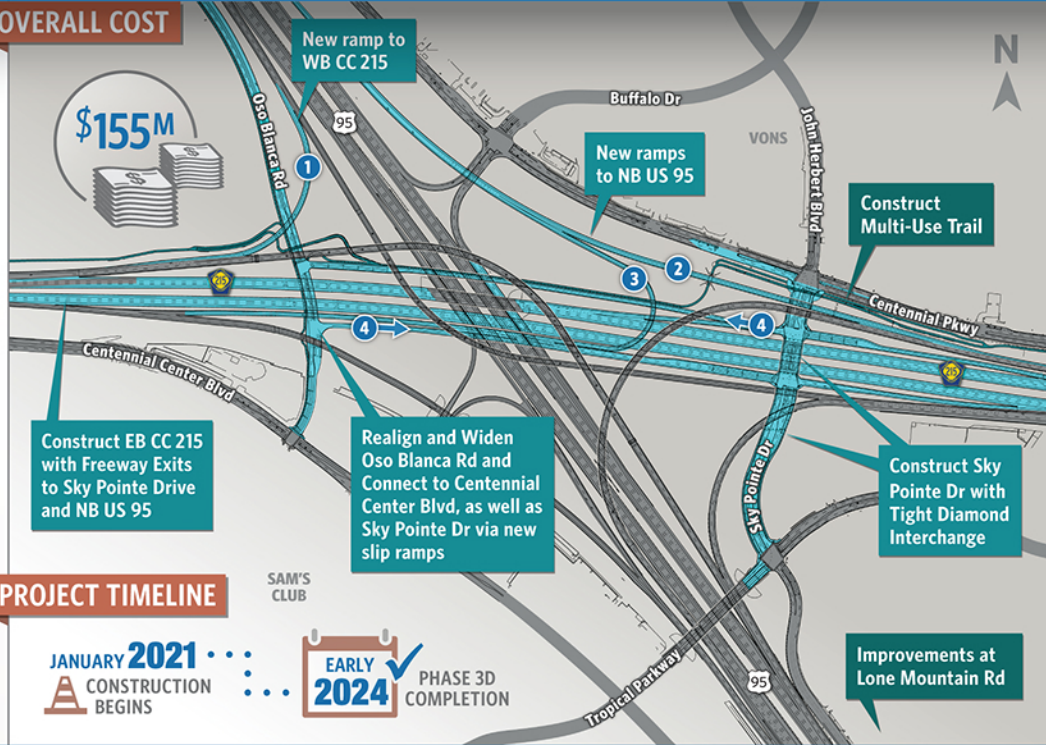 OVERALL COST
$155M
New ramp to
WB CC 215
95
Oso Blanca Rd
1
Buffalo Dr
VONS
John Herbert Blvd
N
New ramps
to NB US 95
Construct
Multi-Use Trail
2
3
215
4
4
Centennial Pkwy
215
Centennial Center Blvd
Construct EB CC 215
with Freeway Exits
to Sky Pointe Drive
and NB US 95
Realign and Widen
Oso Blanca Rd and
Connect to Centennial
Center Blvd, as well as
Sky Pointe Dr via new
slip ramps
Sky Pointe Dr
Construct Sky
Pointe Dr with
Tight Diamond
Interchange
PROJECT TIMELINE
SAM'S
CLUB
JANUARY 2021
CONSTRUCTION
BEGINS
EARLY
2024
PHASE 3D
COMPLETION
Tropical Parkway
95
Improvements at
Lone Mountain Rd